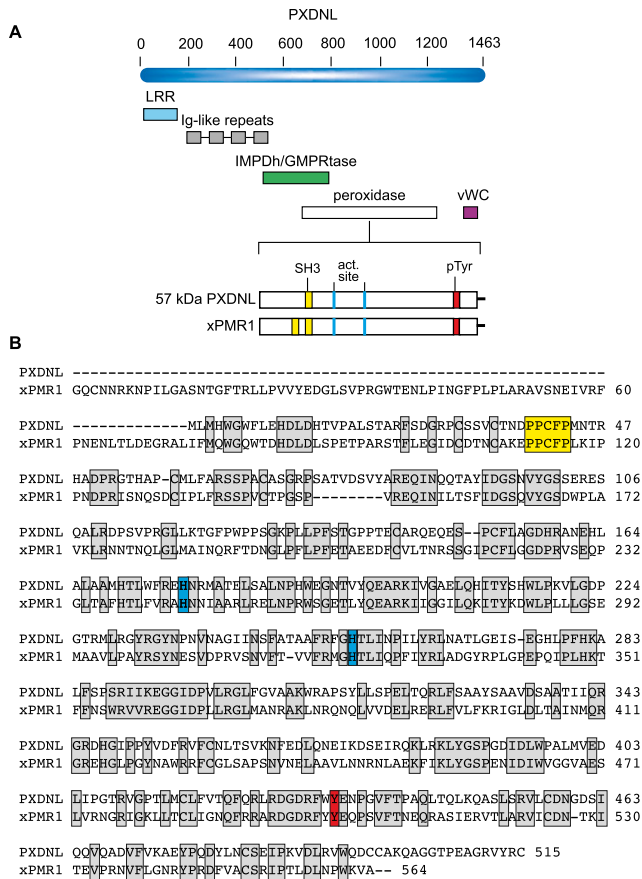 PXDNL
A
0 200 400 600 800 1000 1200 1463
LRR
Ig-like repeats
IMPDh/GMPRtase
peroxidase vWC
SH3 act. site pTyr
57 kDa PXDNL
xPMR1
B
PXDNL ------------------------------------------------------------
xPMR1 GQCNNRKNPILGASNTGFTRLLPVVYEDGLSVPRGWTENLPINGFPLPLARAVSNEIVRF 60
PXDNL -------------MLMHWGWFLEHDLDHTVPALSTARFSDGRPCSSVCTNDPPCFPMNTR 47
xPMR1 PNENLTLDEGRALIFMQWGQWTDHDLDLSPETPARSTFLEGIDCDTNCAKEPPCFPLKIP 120
PXDNL HADPRGTHAP-CMLFARSSPACASGRPSATVDSVYAREQINQQTAYIDGSNVYGSSERES 106
xPMR1 PNDPRISNQSDCIPLFRSSPVCTPGSP--------VAREQINILTSFIDGSQVYGSDWPLA 172
PXDNL QALRDPSVPRGLLKTGFPWPPSGKPLLPFSTGPPTECARQEQES--PCFLAGDHRANEHL 164
xPMR1 VKLRNNTNQLGLMAINQRFTDNGLPFLPFETAEEDFCVLTNRSSGIPCFLGGDPRVSEQP 232
PXDNL ALAAMHTLWFREHNRMATELSALNPHWEGNTVYQEARKIVGAELQHITYSHWLPKVLGDP 224
xPMR1 GLTAFHTLFVRAHNNIAARLRELNPRWSGETLYQEARKIIGGILQKITYKDWLPLLLGSE 292
PXDNL GTRMLRGYRGYNPNVNAGIINSFATAAFRFGHTLINPILYRLNATLGEIS-EGHLPFHKA 283
xPMR1 MAAVLPAYRSYNESVDPRVSNVFT-VVFRMGHTLIQPFIYRLADGYRPLGPEPQIPLHKT 351
PXDNL LFSPSRIIKEGGIDPVLRGLFGVAAKWRAPSYLLSPELTQRLFSAAYSAAVDSAATIIQR 343
xPMR1 FFNSWRVVREGGIDPLLRGLMANRAKLNRQNQLVVDELRERLFVLFKRIGLDLTAINMQR 411
PXDNL GRDHGIPPYVDFRVFCNLTSVKNFEDLQNEIKDSEIRQKLRKLYGSPGDIDLWPALMVED 403
xPMR1 GREHGLPGYNAWRRFCGLSAPSNVNELAAVLNNRNLAEKFIKLYGSPENIDIWVGGVAES 471
PXDNL LIPGTRVGPTLMCLFVTQFQRLRDGDRFWYENPGVFTPAQLTQLKQASLSRVLCDNGDSI 463
xPMR1 LVRNGRIGKLLTCLIGNQFRRARDGDRFYYEQPSVFTNEQRASIERVTLARVICDN-TKI 530
PXDNL QQVQADVFVKAEYPQDYLNCSEIPKVDLRVWQDCCAKQAGGTPEAGRVYRC 515
xPMR1 TEVPRNVFLGNRYPRDFVACSRIPTLDLNPWKVA-- 564